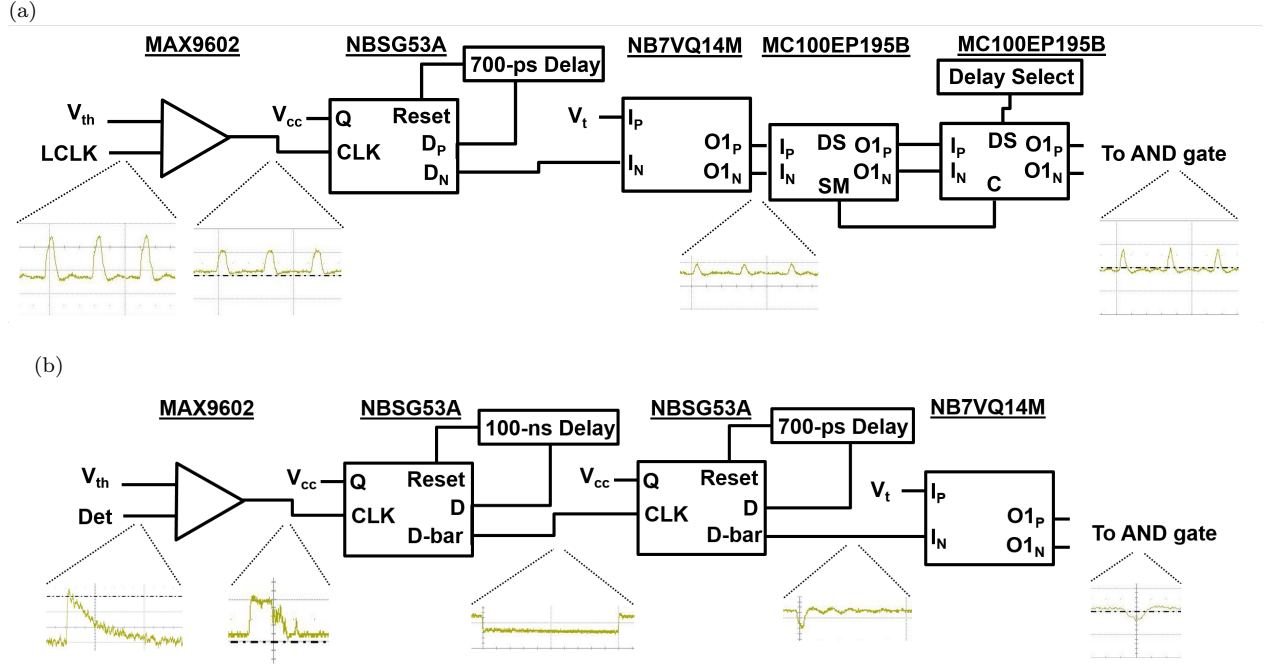 (a)
MAX9602 NBSG53A NB7VQ14M MC100EP195B MC100EP195B
700-ps Delay
Delay Select
Vth
LCLK
Vcc Q Reset
CLK DP
DN
Vt IP
IN
O1P
O1N
IP DS O1P
IN O1N
SM
IP DS O1P
IN O1N
C
To AND gate
(b)
MAX9602 NBSG53A NBSG53A NB7VQ14M
100-ns Delay
700-ps Delay
Vth
Det
Vcc Q Reset
CLK D
D-bar
Vcc Q Reset
CLK D
D-bar
Vt IP
IN
O1P
O1N
To AND gate